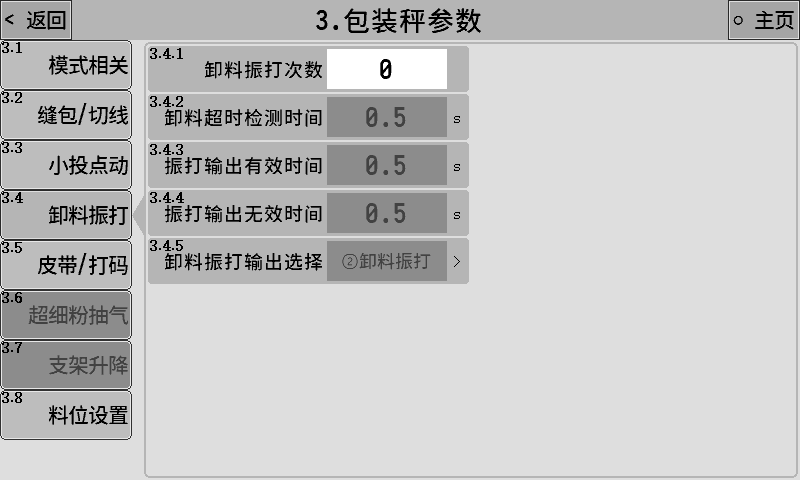 < 返回
3.包装秤参数
○ 主页
3.1
模式相关
3.2
缝包/切线
3.3
小投点动
3.4
卸料振打
3.5
皮带/打码
3.6
超细粉抽气
3.7
支架升降
3.8
料位设置
3.4.1
卸料振打次数 0
3.4.2
卸料超时检测时间 0.5 s
3.4.3
振打输出有效时间 0.5 s
3.4.4
振打输出无效时间 0.5 s
3.4.5
卸料振打输出选择 ②卸料振打 >